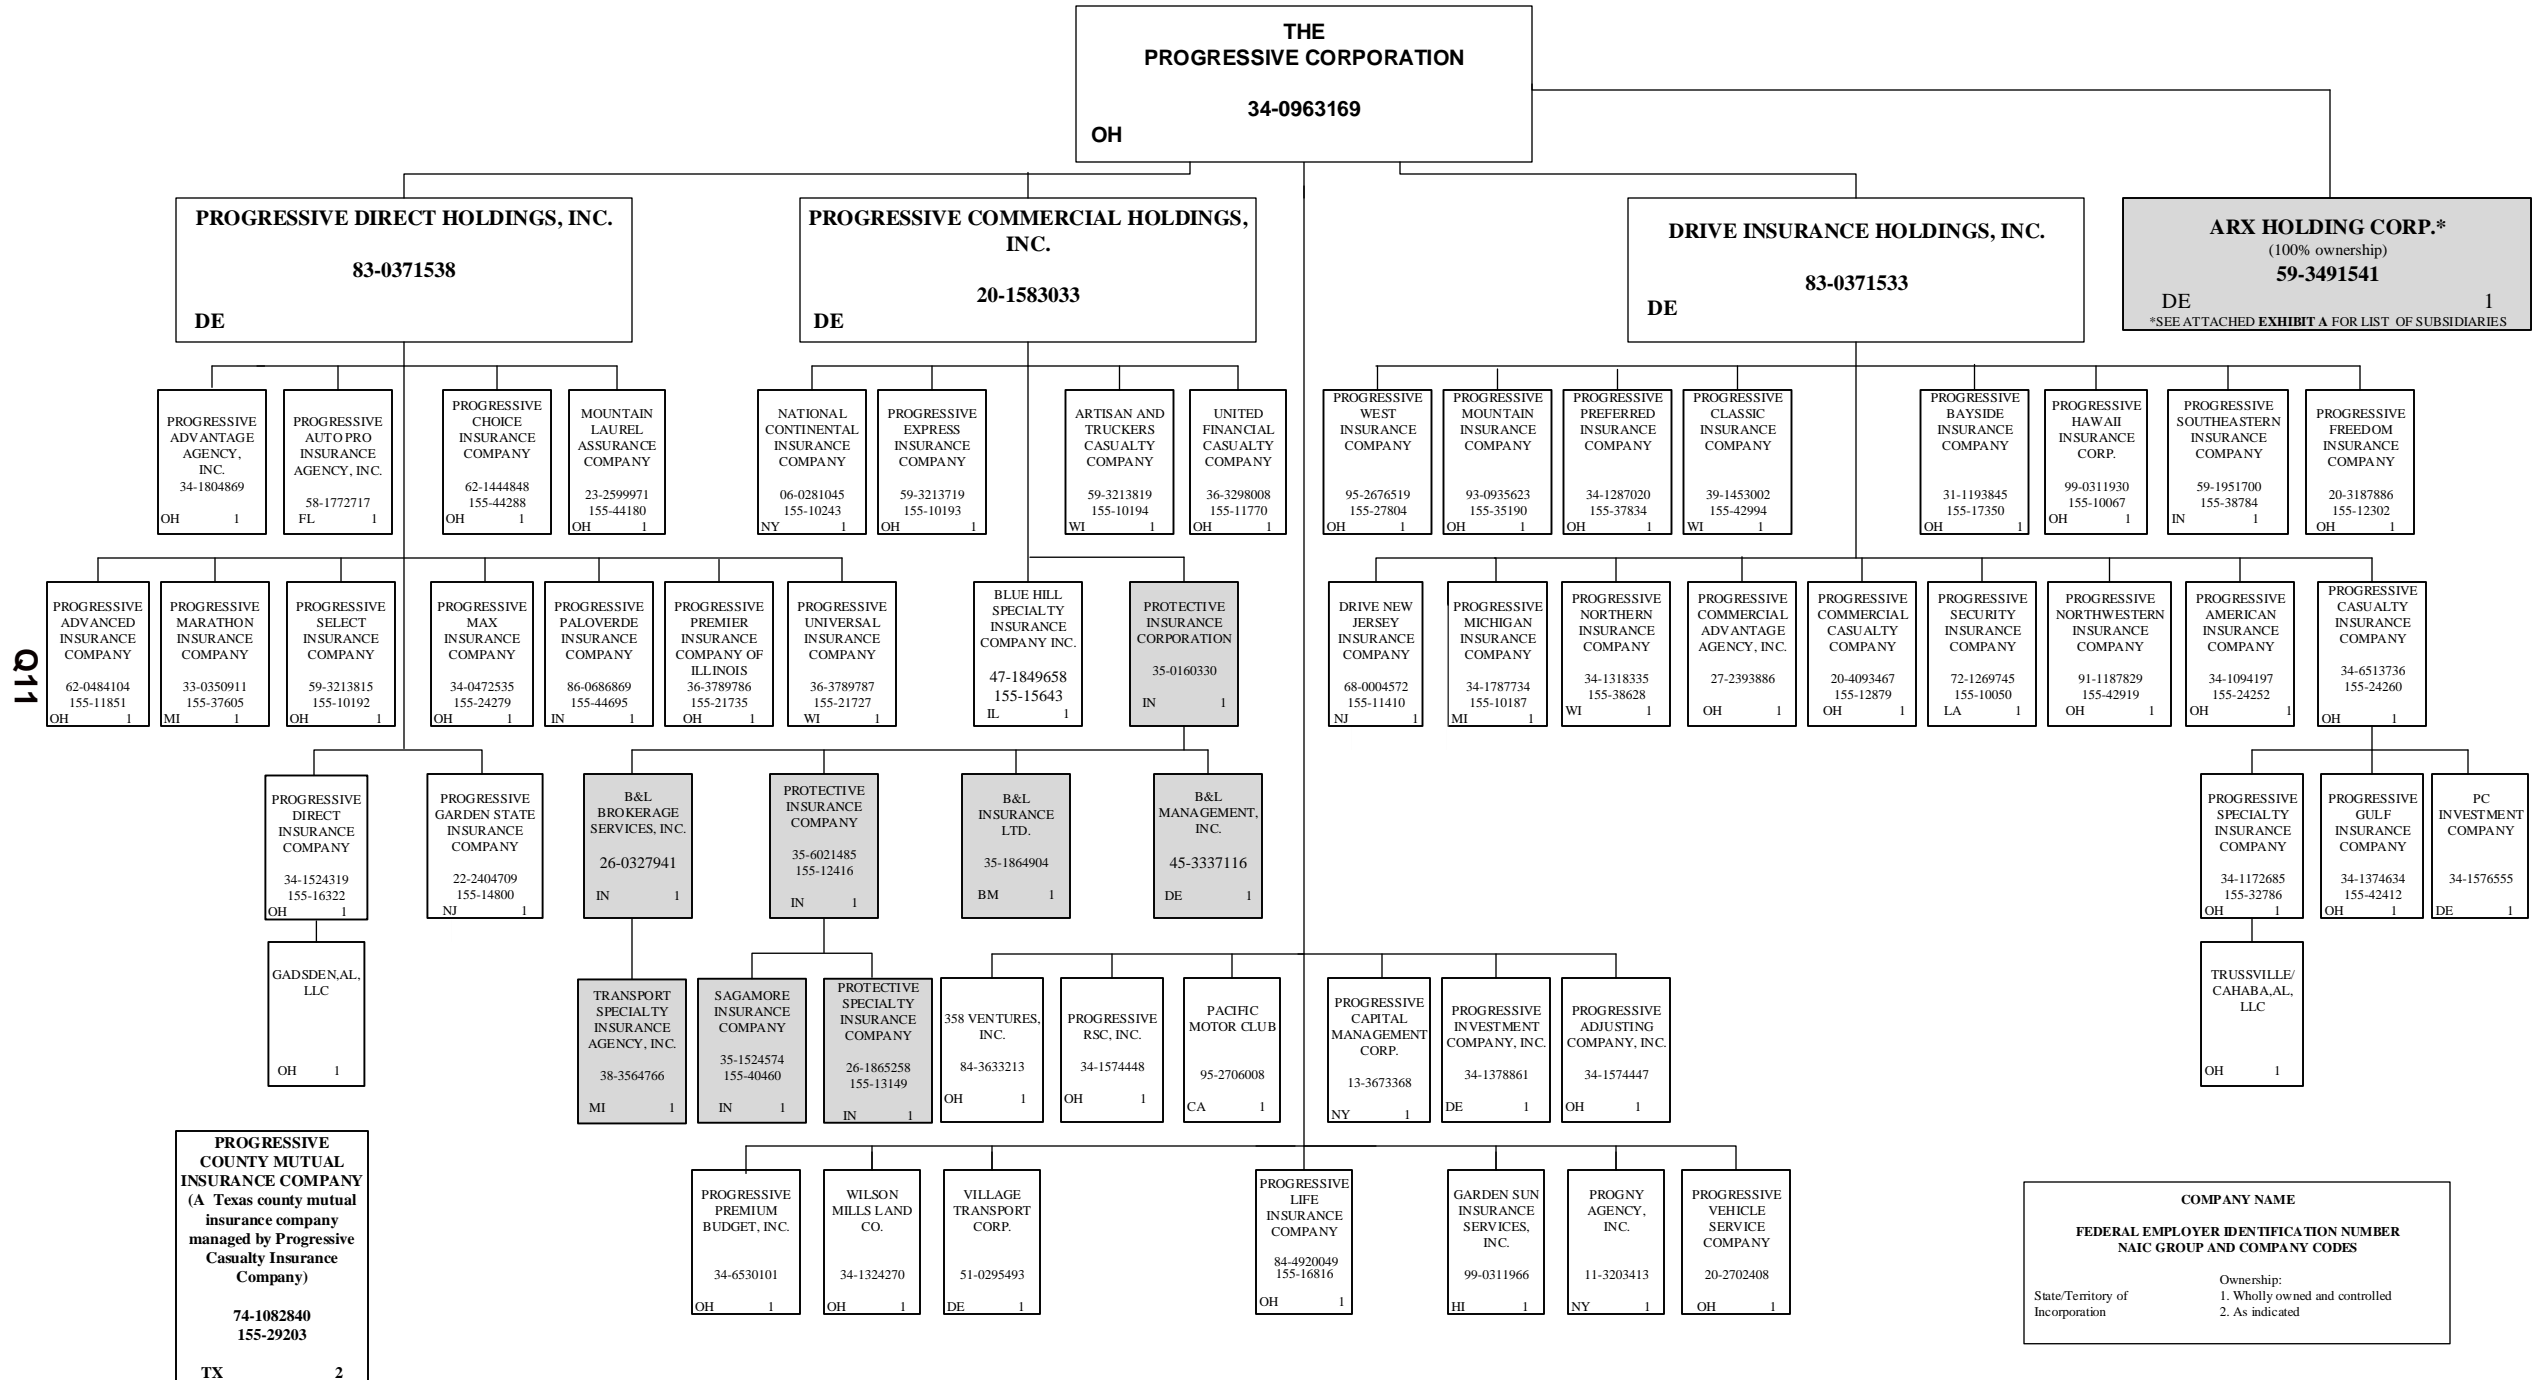 THE
PROGRESSIVE CORPORATION
34-0963169
OH
PROGRESSIVE DIRECT HOLDINGS, INC.
83-0371538
DE
PROGRESSIVE COMMERCIAL HOLDINGS,
INC.
20-1583033
DE
DRIVE INSURANCE HOLDINGS, INC.
83-0371533
DE
ARX HOLDING CORP.*
(100% ownership)
59-3491541
DE 1
*SEE ATTACHED EXHIBIT A FOR LIST OF SUBSIDIARIES
PROGRESSIVE
ADVANTAGE
AGENCY,
INC.
34-1804869
OH 1
PROGRESSIVE
AUTO PRO
INSURANCE
AGENCY, INC.
58-1772717
FL 1
PROGRESSIVE
CHOICE
INSURANCE
COMPANY
62-1444848
155-44288
OH 1
MOUNTAIN
LAUREL
ASSURANCE
COMPANY
23-2599971
155-44180
OH 1
NATIONAL
CONTINENTAL
INSURANCE
COMPANY
06-0281045
155-10243
NY 1
PROGRESSIVE
EXPRESS
INSURANCE
COMPANY
59-3213719
155-10193
OH 1
ARTISAN AND
TRUCKERS
CASUALTY
COMPANY
59-3213819
155-10194
WI 1
UNITED
FINANCIAL
CASUALTY
COMPANY
36-3298008
155-11770
OH 1
PROGRESSIVE
WEST
INSURANCE
COMPANY
95-2676519
155-27804
OH 1
PROGRESSIVE
MOUNTAIN
INSURANCE
COMPANY
93-0935623
155-35190
OH 1
PROGRESSIVE
PREFERRED
INSURANCE
COMPANY
34-1287020
155-37834
OH 1
PROGRESSIVE
CLASSIC
INSURANCE
COMPANY
39-1453002
155-42994
WI 1
PROGRESSIVE
BAYSIDE
INSURANCE
COMPANY
31-1193845
155-17350
OH 1
PROGRESSIVE
HAWAII
INSURANCE
CORP.
99-0311930
155-10067
OH 1
PROGRESSIVE
SOUTHEASTERN
INSURANCE
COMPANY
59-1951700
155-38784
IN 1
PROGRESSIVE
FREEDOM
INSURANCE
COMPANY
20-3187886
155-12302
OH 1
Q11
PROGRESSIVE
ADVANCED
INSURANCE
COMPANY
62-0484104
155-11851
OH 1
PROGRESSIVE
MARATHON
INSURANCE
COMPANY
33-0350911
155-37605
MI 1
PROGRESSIVE
SELECT
INSURANCE
COMPANY
59-3213815
155-10192
OH 1
PROGRESSIVE
MAX
INSURANCE
COMPANY
34-0472535
155-24279
OH 1
PROGRESSIVE
PALOVERDE
INSURANCE
COMPANY
86-0686869
155-44695
IN 1
PROGRESSIVE
PREMIER
INSURANCE
COMPANY OF
ILLINOIS
36-3789786
155-21735
OH 1
PROGRESSIVE
UNIVERSAL
INSURANCE
COMPANY
36-3789787
155-21727
WI 1
BLUE HILL
SPECIALTY
INSURANCE
COMPANY INC.
47-1849658
155-15643
IL 1
PROTECTIVE
INSURANCE
CORPORATION
35-0160330
IN 1
DRIVE NEW
JERSEY
INSURANCE
COMPANY
68-0004572
155-11410
NJ 1
PROGRESSIVE
MICHIGAN
INSURANCE
COMPANY
34-1787734
155-10187
MI 1
PROGRESSIVE
NORTHERN
INSURANCE
COMPANY
34-1318335
155-38628
WI 1
PROGRESSIVE
COMMERCIAL
ADVANTAGE
AGENCY, INC.
27-2393886
OH 1
PROGRESSIVE
COMMERCIAL
CASUALTY
COMPANY
20-4093467
155-12879
OH 1
PROGRESSIVE
SECURITY
INSURANCE
COMPANY
72-1269745
155-10050
LA 1
PROGRESSIVE
NORTHWESTERN
INSURANCE
COMPANY
91-1187829
155-42919
OH 1
PROGRESSIVE
AMERICAN
INSURANCE
COMPANY
34-1094197
155-24252
OH 1
PROGRESSIVE
CASUALTY
INSURANCE
COMPANY
34-6513736
155-24260
OH 1
PROGRESSIVE
DIRECT
INSURANCE
COMPANY
34-1524319
155-16322
OH 1
PROGRESSIVE
GARDEN STATE
INSURANCE
COMPANY
22-2404709
155-14800
NJ 1
B&L
BROKERAGE
SERVICES, INC.
26-0327941
IN 1
PROTECTIVE
INSURANCE
COMPANY
35-6021485
155-12416
IN 1
B&L
INSURANCE
LTD.
35-1864904
BM 1
B&L
MANAGEMENT,
INC.
45-3337116
DE 1
PROGRESSIVE
SPECIALTY
INSURANCE
COMPANY
34-1172685
155-32786
OH 1
PROGRESSIVE
GULF
INSURANCE
COMPANY
34-1374634
155-42412
OH 1
PC
INVESTMENT
COMPANY
34-1576555
DE 1
GADSDEN,AL,
LLC
OH 1
TRANSPORT
SPECIALTY
INSURANCE
AGENCY, INC.
38-3564766
MI 1
SAGAMORE
INSURANCE
COMPANY
35-1524574
155-40460
IN 1
PROTECTIVE
SPECIALTY
INSURANCE
COMPANY
26-1865258
155-13149
IN 1
358 VENTURES,
INC.
84-3633213
OH 1
PROGRESSIVE
RSC, INC.
34-1574448
OH 1
PACIFIC
MOTOR CLUB
95-2706008
CA 1
PROGRESSIVE
CAPITAL
MANAGEMENT
CORP.
13-3673368
NY 1
PROGRESSIVE
INVESTMENT
COMPANY, INC.
34-1378861
DE 1
PROGRESSIVE
ADJUSTING
COMPANY, INC.
34-1574447
OH 1
TRUSSVILLE/
CAHABA,AL,
LLC
OH 1
PROGRESSIVE
COUNTY MUTUAL
INSURANCE COMPANY
(A Texas county mutual
insurance company
managed by Progressive
Casualty Insurance
Company)
74-1082840
155-29203
TX 2
PROGRESSIVE
PREMIUM
BUDGET, INC.
34-6530101
OH 1
WILSON
MILLS LAND
CO.
34-1324270
OH 1
VILLAGE
TRANSPORT
CORP.
51-0295493
DE 1
PROGRESSIVE
LIFE
INSURANCE
COMPANY
84-4920049
155-16816
OH 1
GARDEN SUN
INSURANCE
SERVICES,
INC.
99-0311966
HI 1
PROGNY
AGENCY,
INC.
11-3203413
NY 1
PROGRESSIVE
VEHICLE
SERVICE
COMPANY
20-2702408
OH 1
COMPANY NAME
FEDERAL EMPLOYER IDENTIFICATION NUMBER
NAIC GROUP AND COMPANY CODES
Ownership:
State/Territory of 1. Wholly owned and controlled
Incorporation 2. As indicated